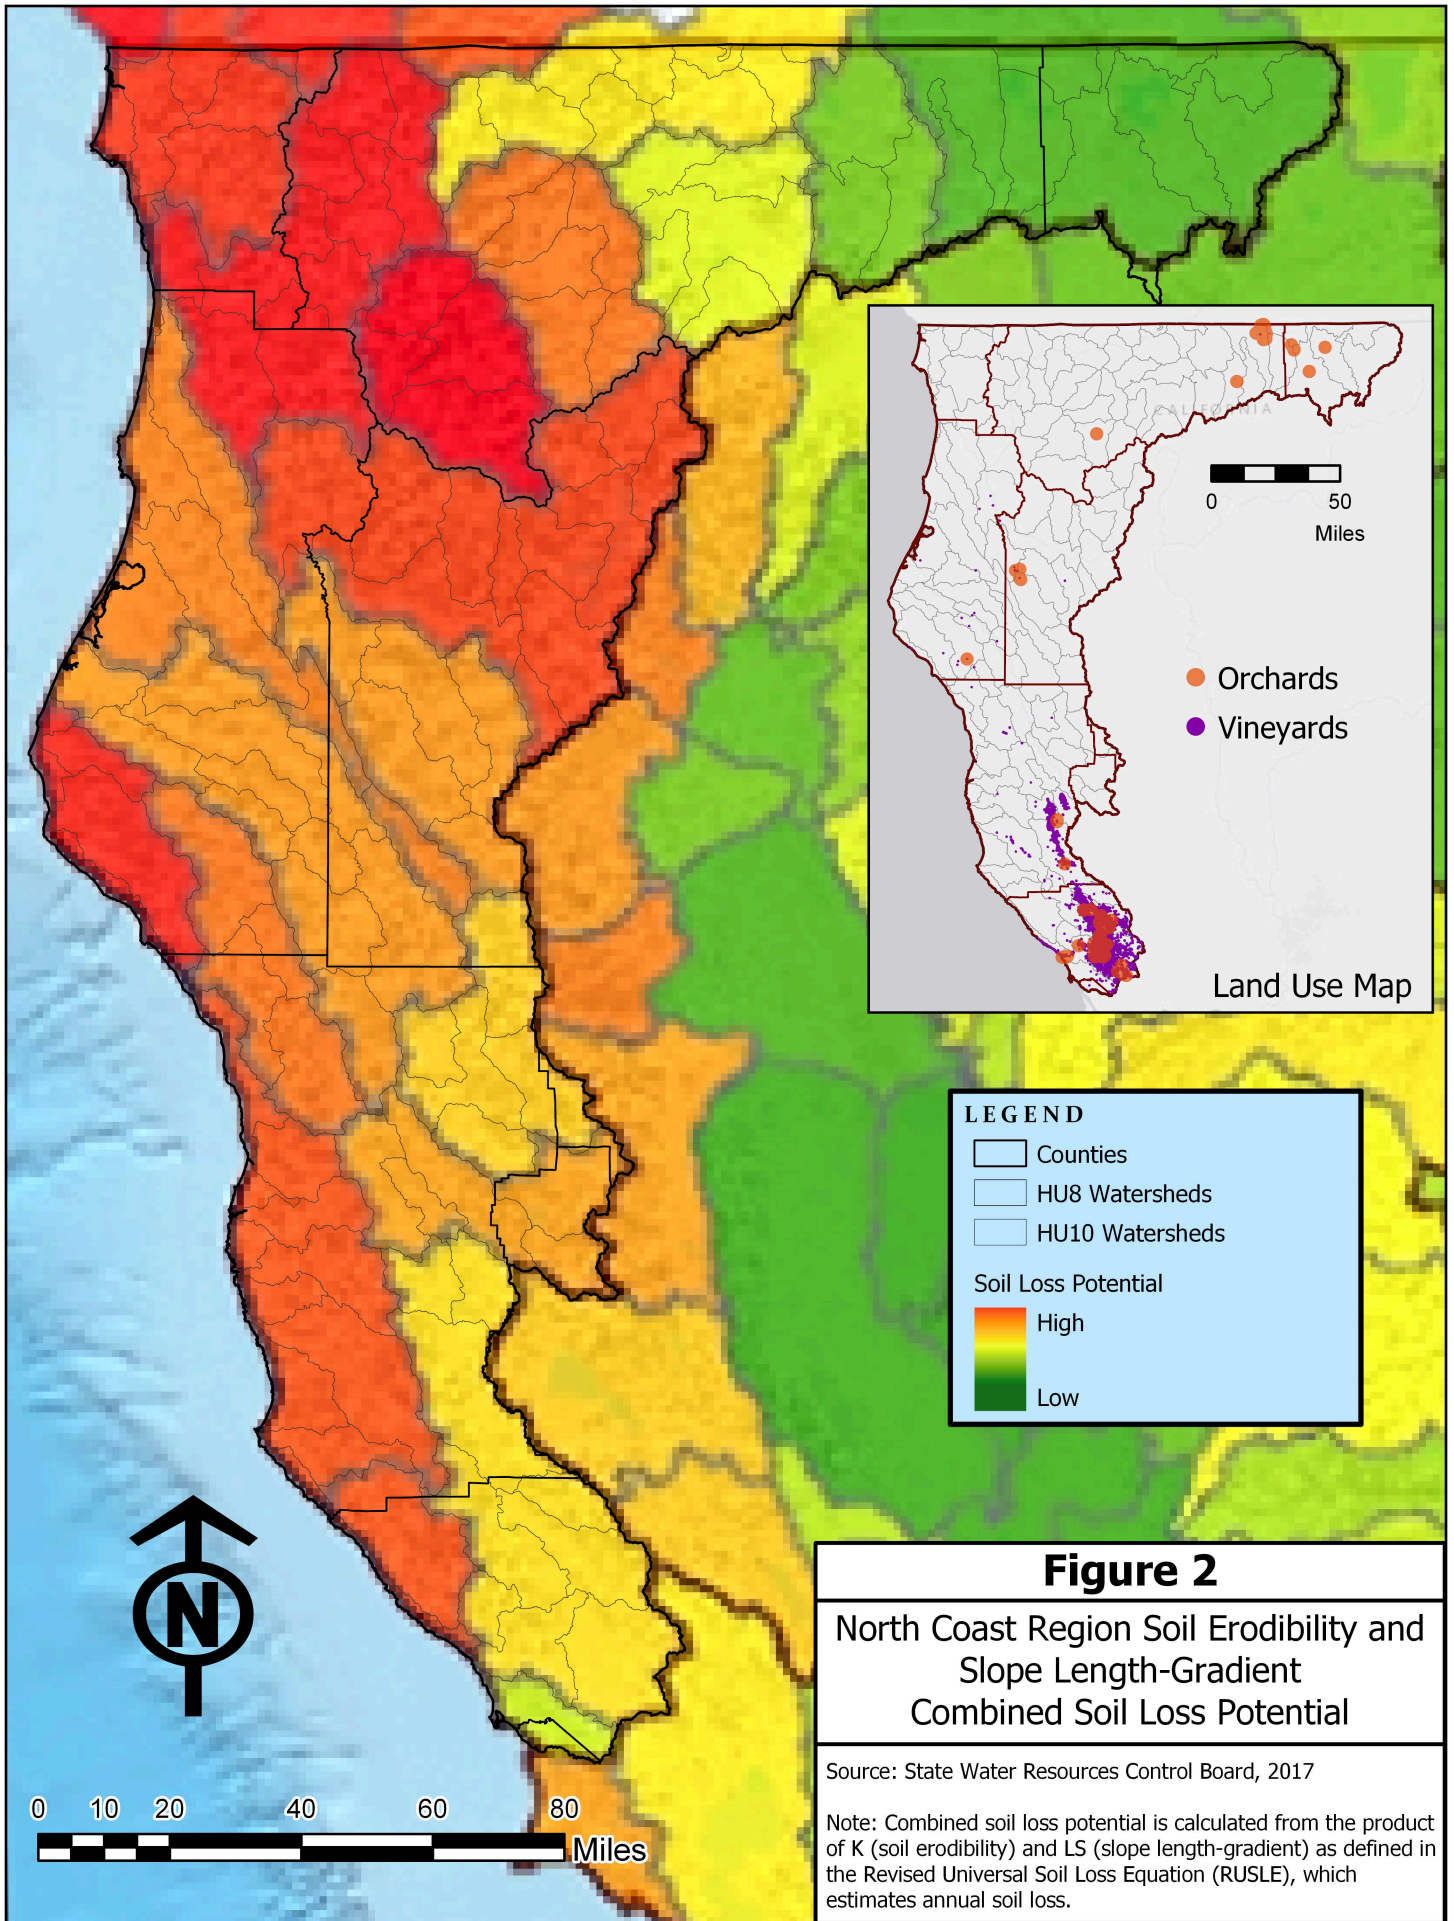 CALIFORNIA
0 50
Miles
Orchards
Vineyards
Land Use Map
LEGEND
Counties
HU8 Watersheds
HU10 Watersheds
Soil Loss Potential
High
Low
N
0 10 20 40 60 80
Miles
Figure 2
North Coast Region Soil Erodibility and
Slope Length-Gradient
Combined Soil Loss Potential
Source: State Water Resources Control Board, 2017
Note: Combined soil loss potential is calculated from the product
of K (soil erodibility) and LS (slope length-gradient) as defined in
the Revised Universal Soil Loss Equation (RUSLE), which
estimates annual soil loss.